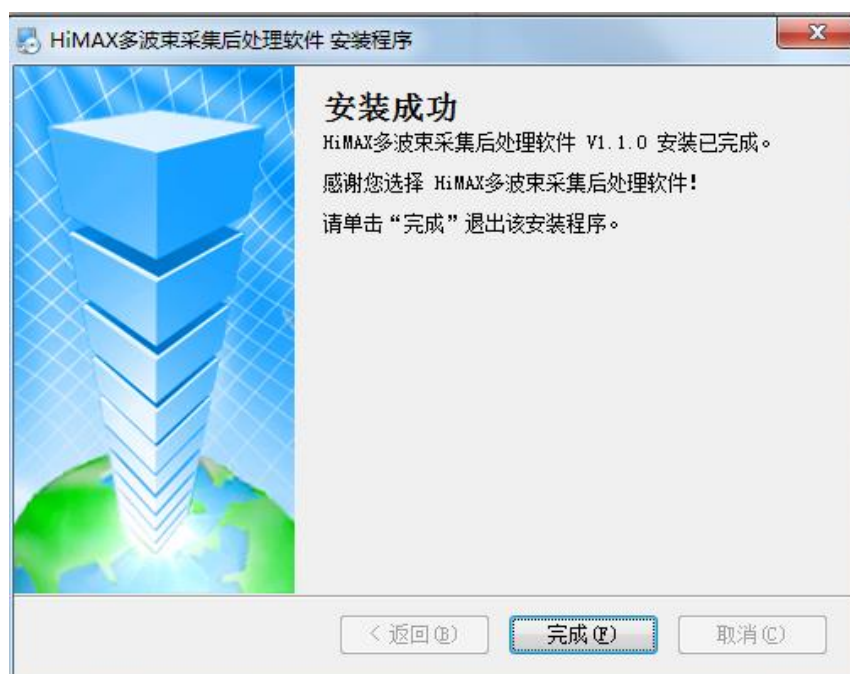 HiMAX多波束采集后处理软件 安装程序
安装成功
HiMAX多波束采集后处理软件 V1.1.0 安装已完成。
感谢您选择 HiMAX多波束采集后处理软件!
请单击“完成”退出该安装程序。
< 返回(B) 完成(F) 取消(C)